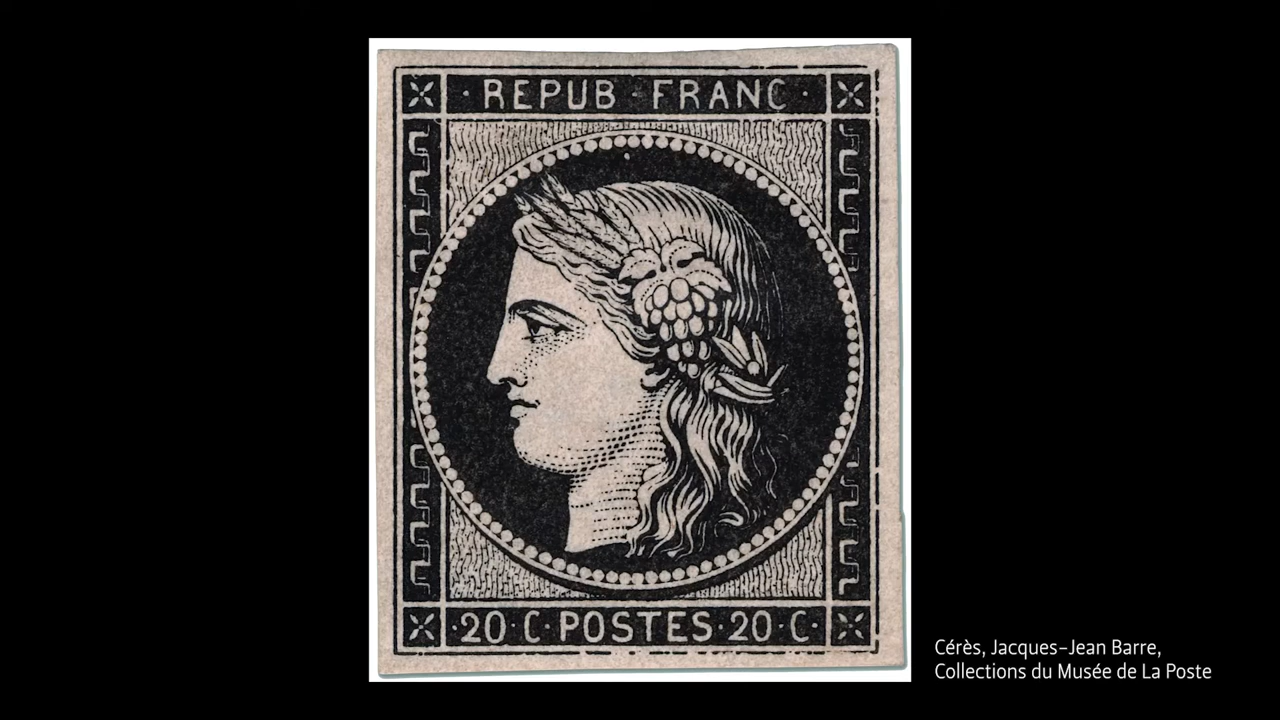 · REPUB · FRANC ·
· 20 · C · POSTES · 20 · C ·
Cérès, Jacques-Jean Barre,
Collections du Musée de La Poste